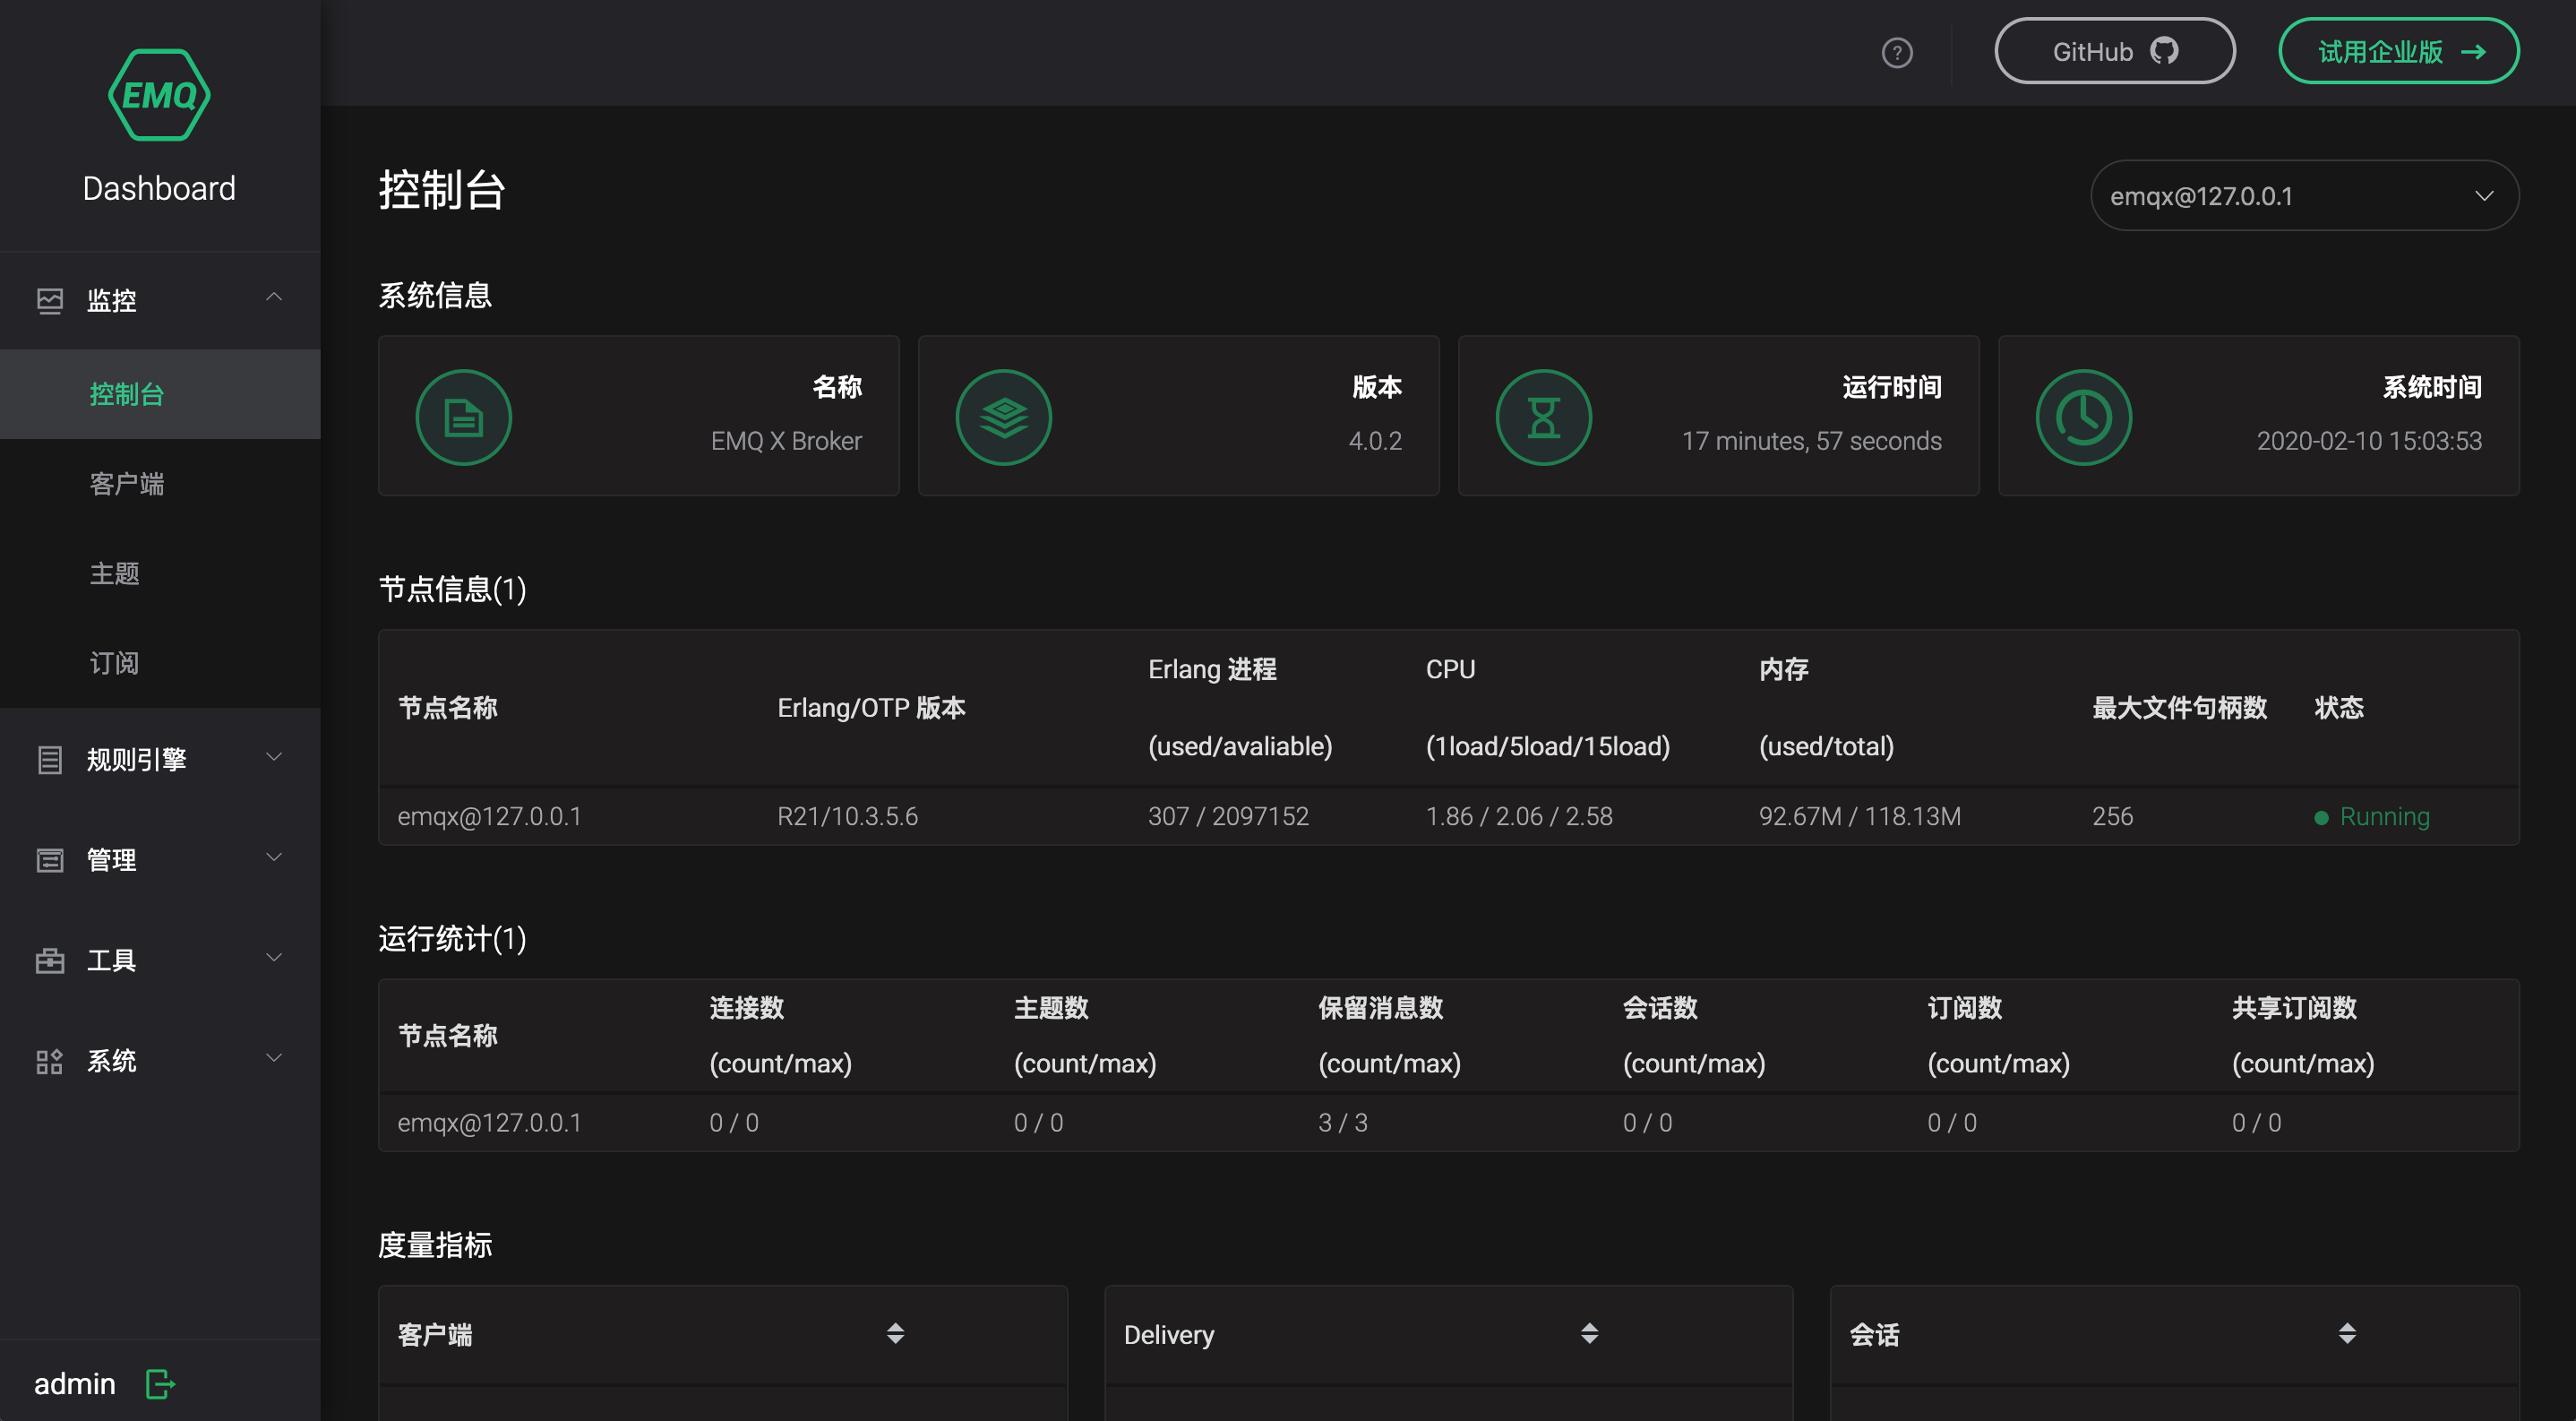 EMQ
Dashboard
监控
控制台
客户端
主题
订阅
规则引擎
管理
工具
系统
admin
GitHub
试用企业版
控制台
emqx@127.0.0.1
系统信息
名称
EMQ X Broker
版本
4.0.2
运行时间
17 minutes, 57 seconds
系统时间
2020-02-10 15:03:53
节点信息(1)
节点名称 Erlang/OTP 版本 Erlang 进程 (used/avaliable) CPU (1load/5load/15load) 内存 (used/total) 最大文件句柄数 状态
emqx@127.0.0.1 R21/10.3.5.6 307 / 2097152 1.86 / 2.06 / 2.58 92.67M / 118.13M 256 Running
运行统计(1)
节点名称 连接数 (count/max) 主题数 (count/max) 保留消息数 (count/max) 会话数 (count/max) 订阅数 (count/max) 共享订阅数 (count/max)
emqx@127.0.0.1 0 / 0 0 / 0 3 / 3 0 / 0 0 / 0 0 / 0
度量指标
客户端 Delivery 会话